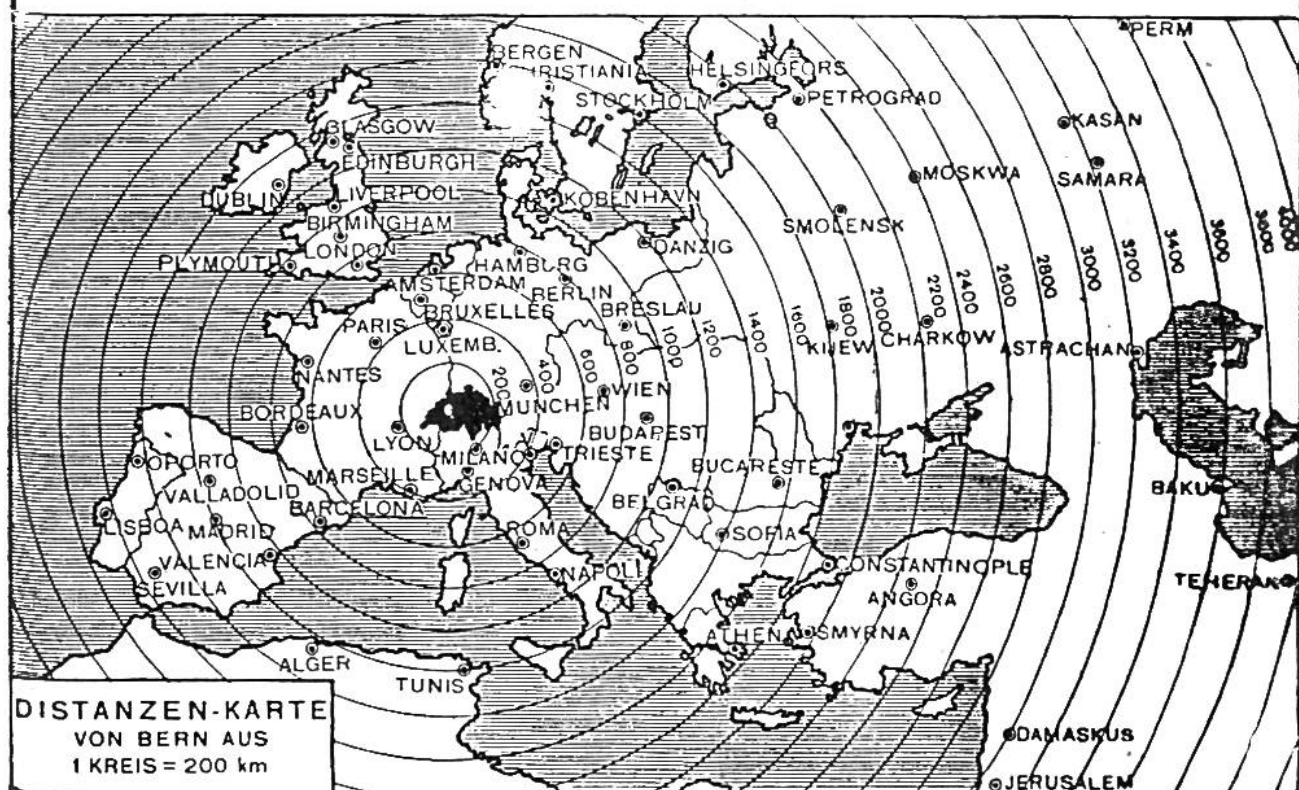 PERM
BERGEN
CHRISTIANIA
HELSINGFORS
STOCKHOLM
PETROGRAD
KASAN
GLASGOW
EDINBURGH
MOSKWA
SAMARA
DUBLIN
LIVERPOOL
KOBENHAVN
SMOLENSK
BIRMINGHAM
DANZIG
PLYMOUTH
LONDON
HAMBURG
AMSTERDAM
BERLIN
BRUXELLES
BRESLAU
PARIS
LUXEMB.
KIJEW
CHARKOW
ASTRACHAN
200
400
600
800
1000
1200
1400
1600
1800
2000
2200
2400
2600
2800
3000
3200
3400
3600
NANTES
WIEN
BORDEAUX
MÜNCHEN
LYON
BUDAPEST
MILANO
TRIESTE
OPORTO
MARSEILLE
GENOVA
BUCARESTE
VALLADOLID
BELGRAD
BAKU
LISBOA
MADRID
BARCELONA
ROMA
SOFIA
VALENCIA
NAPOLI
CONSTANTINOPLE
TEHERAN
SEVILLA
ANGORA
ATHEN
SMYRNA
ALGER
TUNIS
DISTANZEN-KARTE
VON BERN AUS
1 KREIS = 200 km
DAMASKUS
JERUSALEM